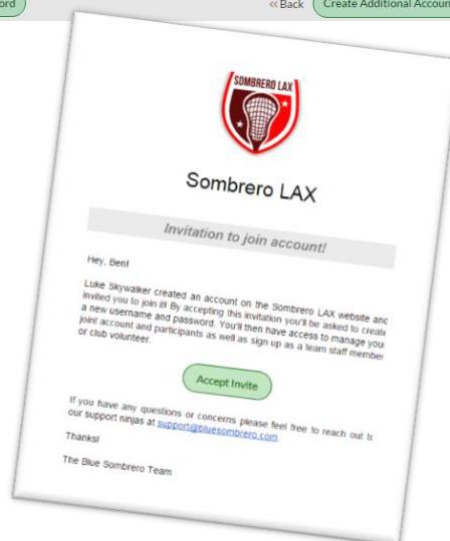 ord
<<Back
Create Additional Accoun
SOMBRERO LAX
Sombrero LAX
Invitation to join account!
Hey, Ben!
Luke Skywalker created an account on the Sombrero LAX website and
invited you to join it! By accepting this invitation you'll be asked to create
a new username and password. You'll then have access to manage your
joint account and participants as well as sign up as a team staff member
or club volunteer.
Accept Invite
If you have any questions or concerns please feel free to reach out to
our support ninjas at support@bluesombrero.com
Thanks!
The Blue Sombrero Team